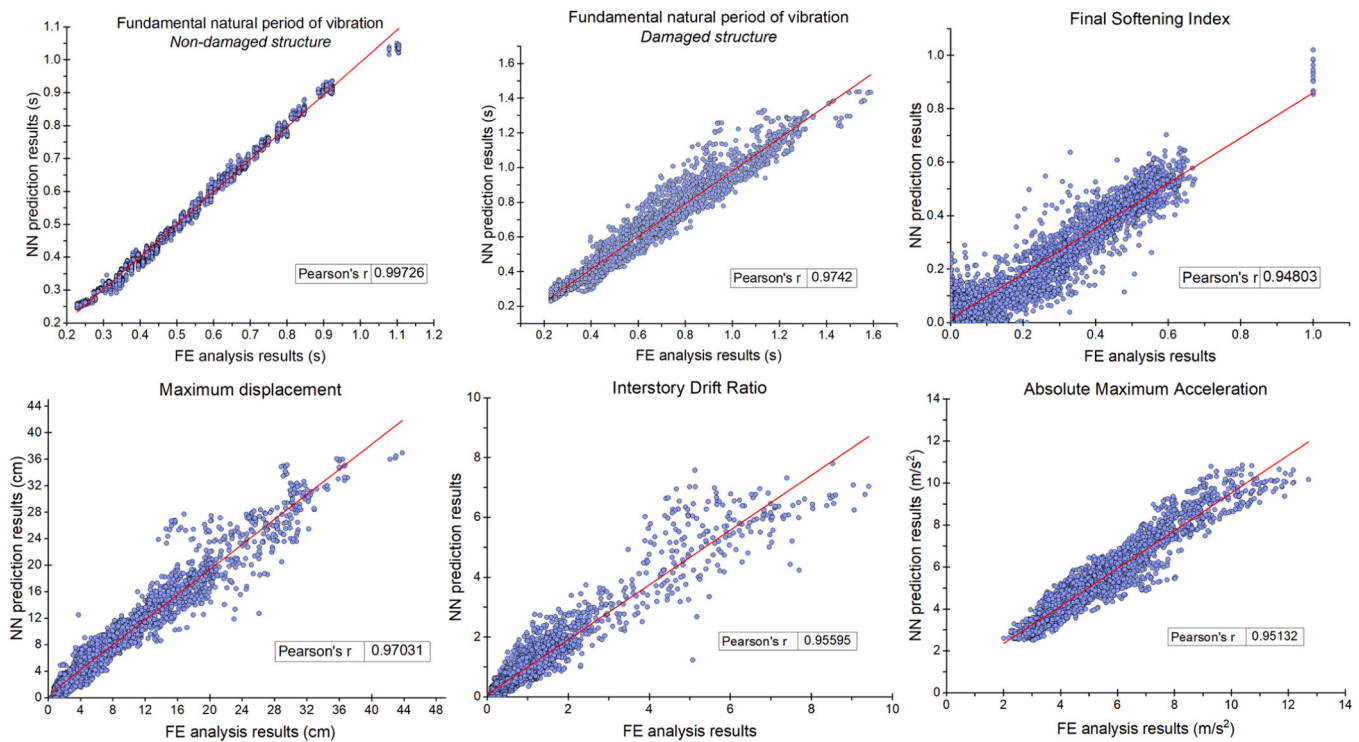 Fundamental natural period of vibration
Non-damaged structure
1.1
1.0
0.9
0.8
0.7
0.6
0.5
0.4
0.3
0.2
NN prediction results (s)
Pearson's r 0.99726
0.2 0.3 0.4 0.5 0.6 0.7 0.8 0.9 1.0 1.1 1.2
FE analysis results (s)
Fundamental natural period of vibration
Damaged structure
1.6
1.4
1.2
1.0
0.8
0.6
0.4
0.2
NN prediction results (s)
Pearson's r 0.9742
0.2 0.4 0.6 0.8 1.0 1.2 1.4 1.6
FE analysis results (s)
Final Softening Index
1.0
0.8
0.6
0.4
0.2
0.0
NN prediction results
Pearson's r 0.94803
0.0 0.2 0.4 0.6 0.8 1.0
FE analysis results
Maximum displacement
44
40
36
32
28
24
20
16
12
8
4
0
NN prediction results (cm)
Pearson's r 0.97031
0 4 8 12 16 20 24 28 32 36 40 44 48
FE analysis results (cm)
Interstory Drift Ratio
10
8
6
4
2
0
NN prediction results
Pearson's r 0.95595
0 2 4 6 8 10
FE analysis results
Absolute Maximum Acceleration
14
12
10
8
6
4
2
0
NN prediction results (m/s²)
Pearson's r 0.95132
0 2 4 6 8 10 12 14
FE analysis results (m/s²)